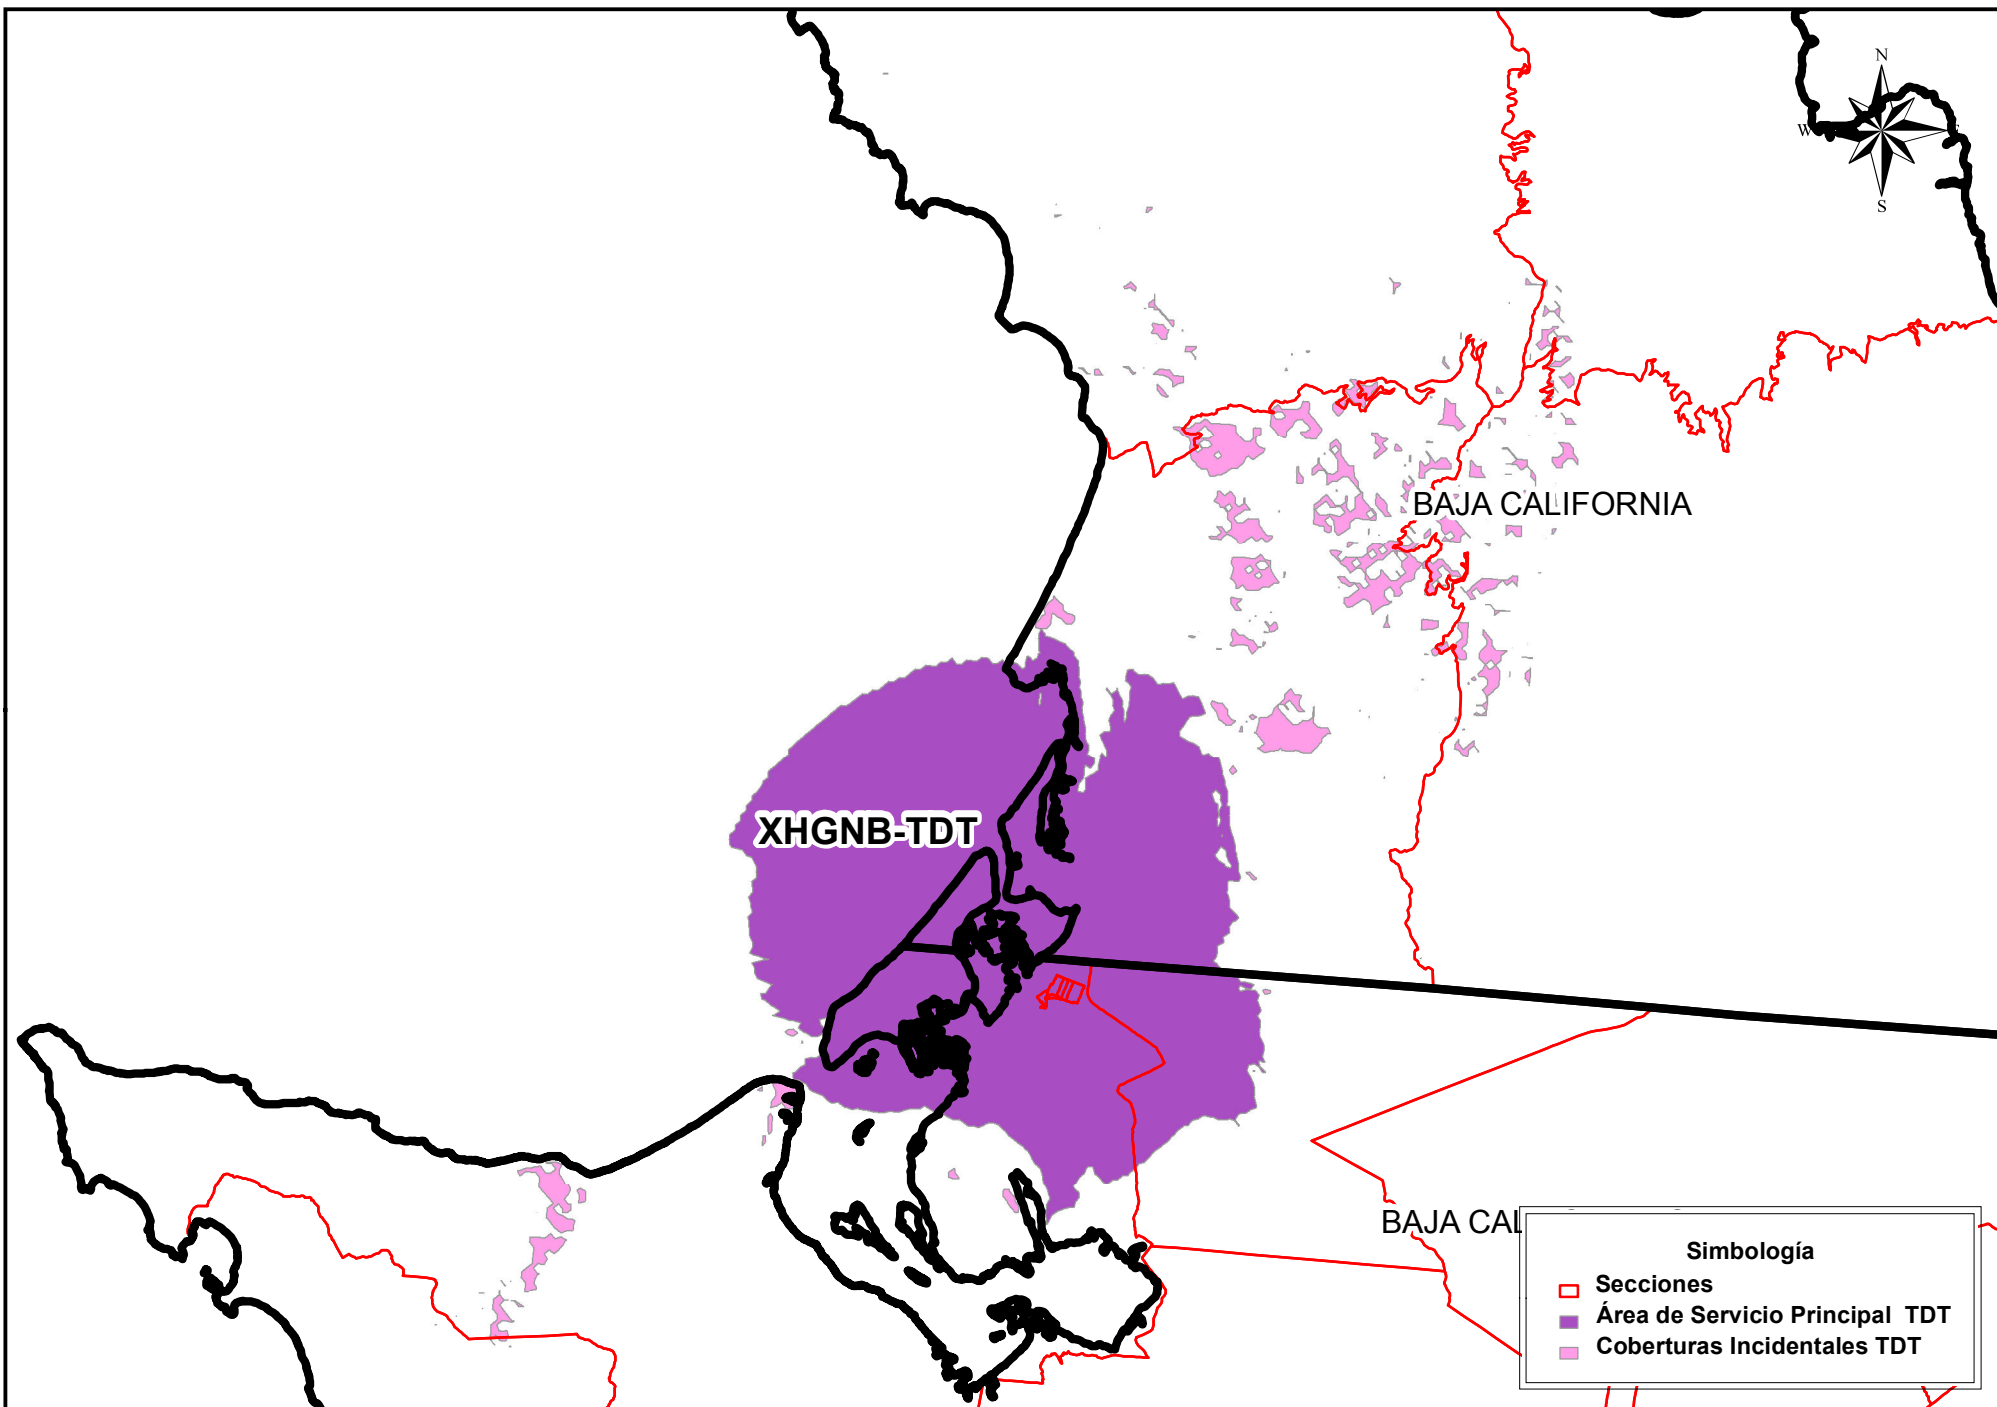 N
W
S
BAJA CALIFORNIA
XHGNB-TDT
BAJA CAL
Simbología
Secciones
Área de Servicio Principal TDT
Coberturas Incidentales TDT